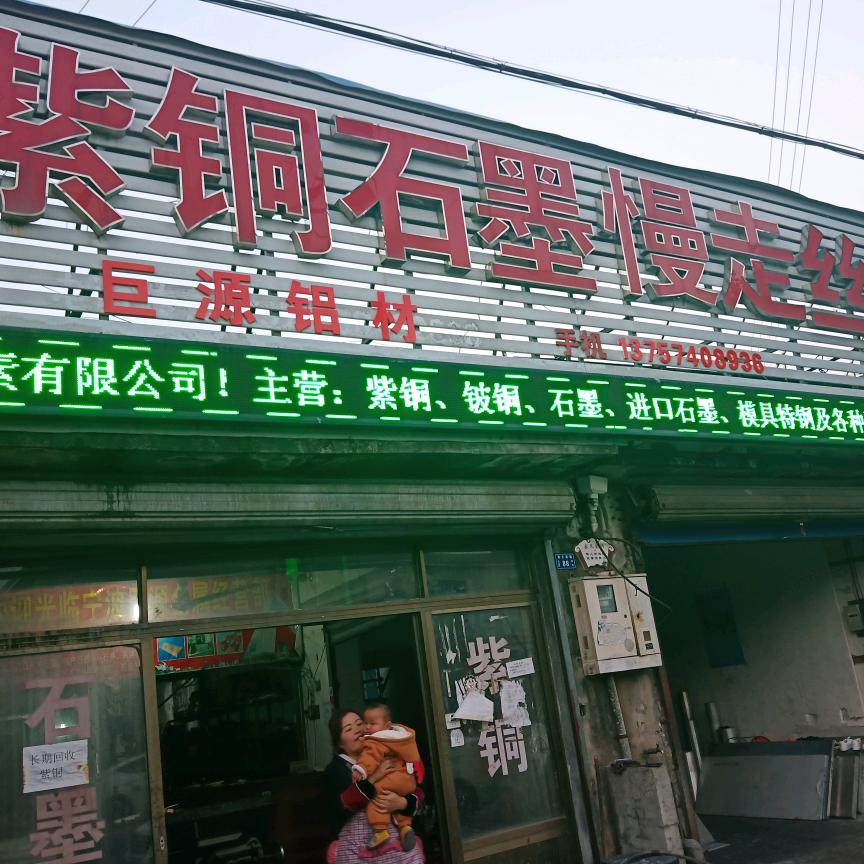 紫铜石墨慢走丝
巨源铝材
手机 13757408936
素有限公司！主营：紫铜、铍铜、石墨、进口石墨、模具特钢及各种
石墨
紫铜
长期回收
紫铜
88